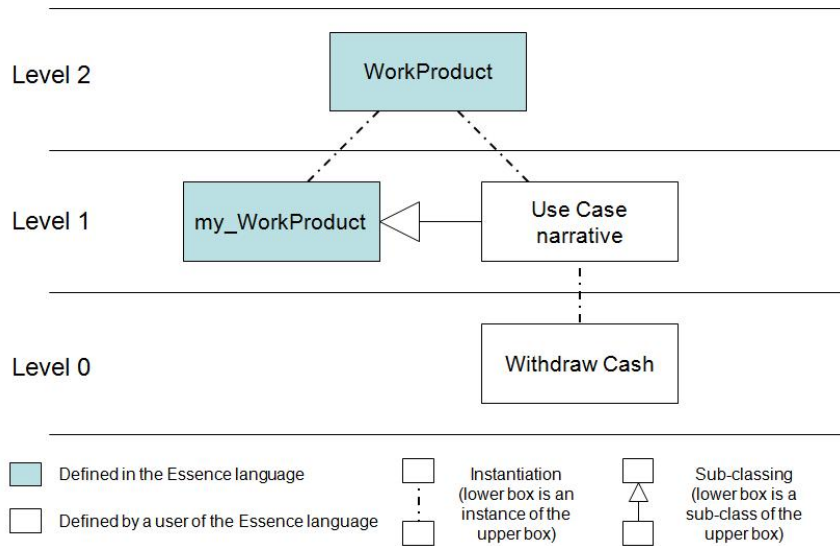 Level 2
WorkProduct
Level 1
my_WorkProduct
Use Case
narrative
Level 0
Withdraw Cash
Defined in the Essence language
Defined by a user of the Essence language
Instantiation
(lower box is an
instance of the
upper box)
Sub-classing
(lower box is a
sub-class of the
upper box)